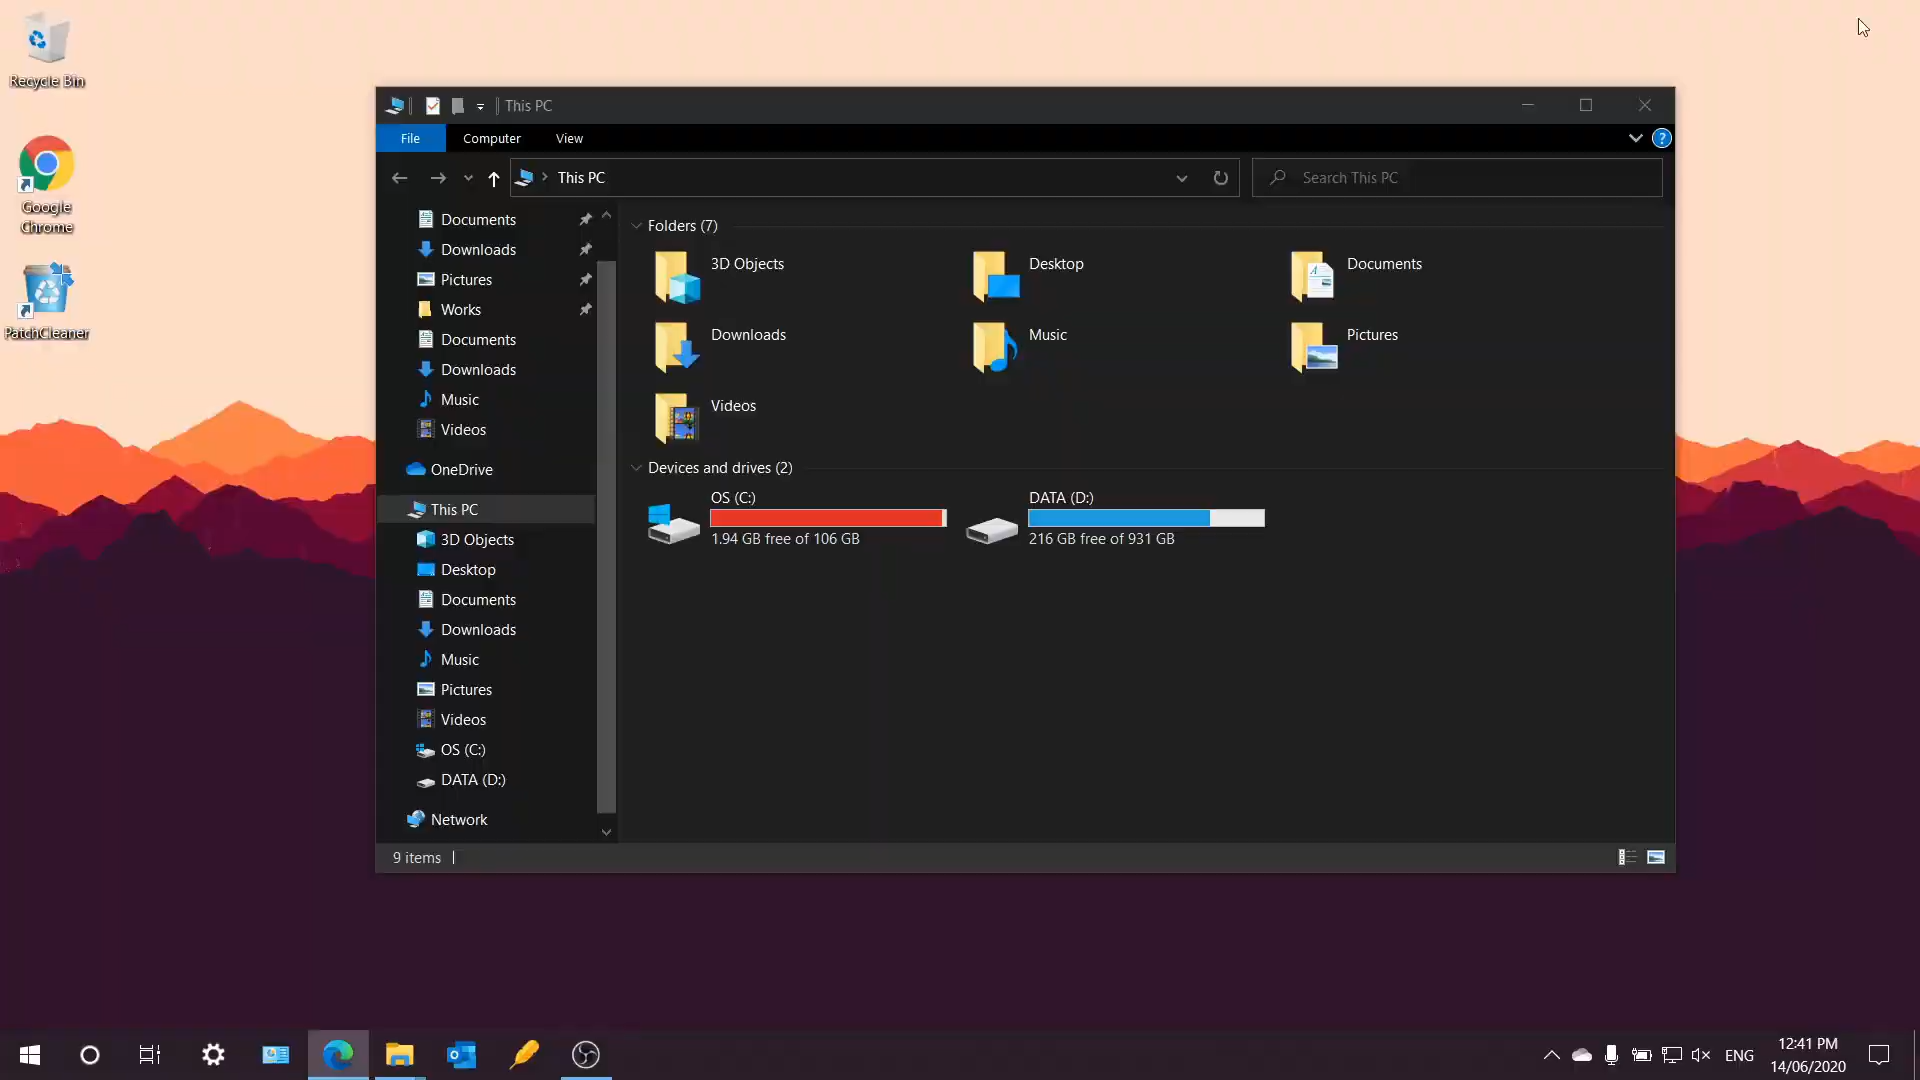 Recycle Bin
Google
Chrome
PatchCleaner
This PC
File
Computer
View
?
This PC
Search This PC
Documents
Downloads
Pictures
Works
Documents
Downloads
Music
Videos
OneDrive
This PC
3D Objects
Desktop
Documents
Downloads
Music
Pictures
Videos
OS (C:)
DATA (D:)
Network
Folders (7)
3D Objects
Desktop
Documents
Downloads
Music
Pictures
Videos
Devices and drives (2)
OS (C:)
1.94 GB free of 106 GB
DATA (D:)
216 GB free of 931 GB
9 items
ENG
12:41 PM
14/06/2020